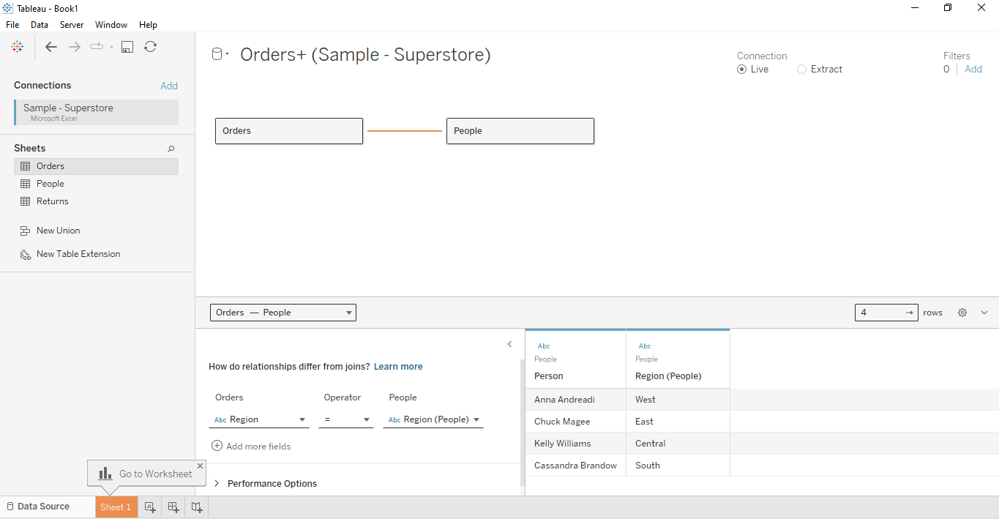 Tableau - Book1
File Data Server Window Help
Connections Add
Sample - Superstore
Microsoft Excel
Sheets
Orders
People
Returns
New Union
New Table Extension
Orders+ (Sample - Superstore)
Connection
Live Extract
Filters
0 Add
Orders People
Orders — People
4 rows
How do relationships differ from joins? Learn more
Orders Operator People
Abc Region = Abc Region (People)
Add more fields
Performance Options
Abc Abc
People People
Person Region (People)
Anna Andreadi West
Chuck Magee East
Kelly Williams Central
Cassandra Brandow South
Go to Worksheet
Data Source Sheet 1